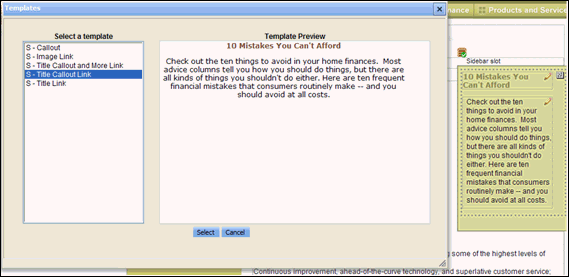 Templates
Select a template
S - Callout
S - Image Link
S - Title Callout and More Link
S - Title Callout Link
S - Title Link
Template Preview
10 Mistakes You Can't Afford
Check out the ten things to avoid in your home finances. Most
advice columns tell you how you should do things, but there are
all kinds of things you shouldn't do either. Here are ten frequent
financial mistakes that consumers routinely make -- and you
should avoid at all costs.
Select
Cancel
Products and Service
Sidebar slot
10 Mistakes You
Can't Afford
Check out the ten
things to avoid in your
home finances. Most
advice columns tell you
how you should do things,
but there are all kinds of
things you shouldn't do
either. Here are ten
frequent financial
mistakes that consumers
routinely make -- and you
should avoid at all costs.
some of the highest levels of
Continuous improvement, ahead-of-the-curve technology, and superlative customer service;